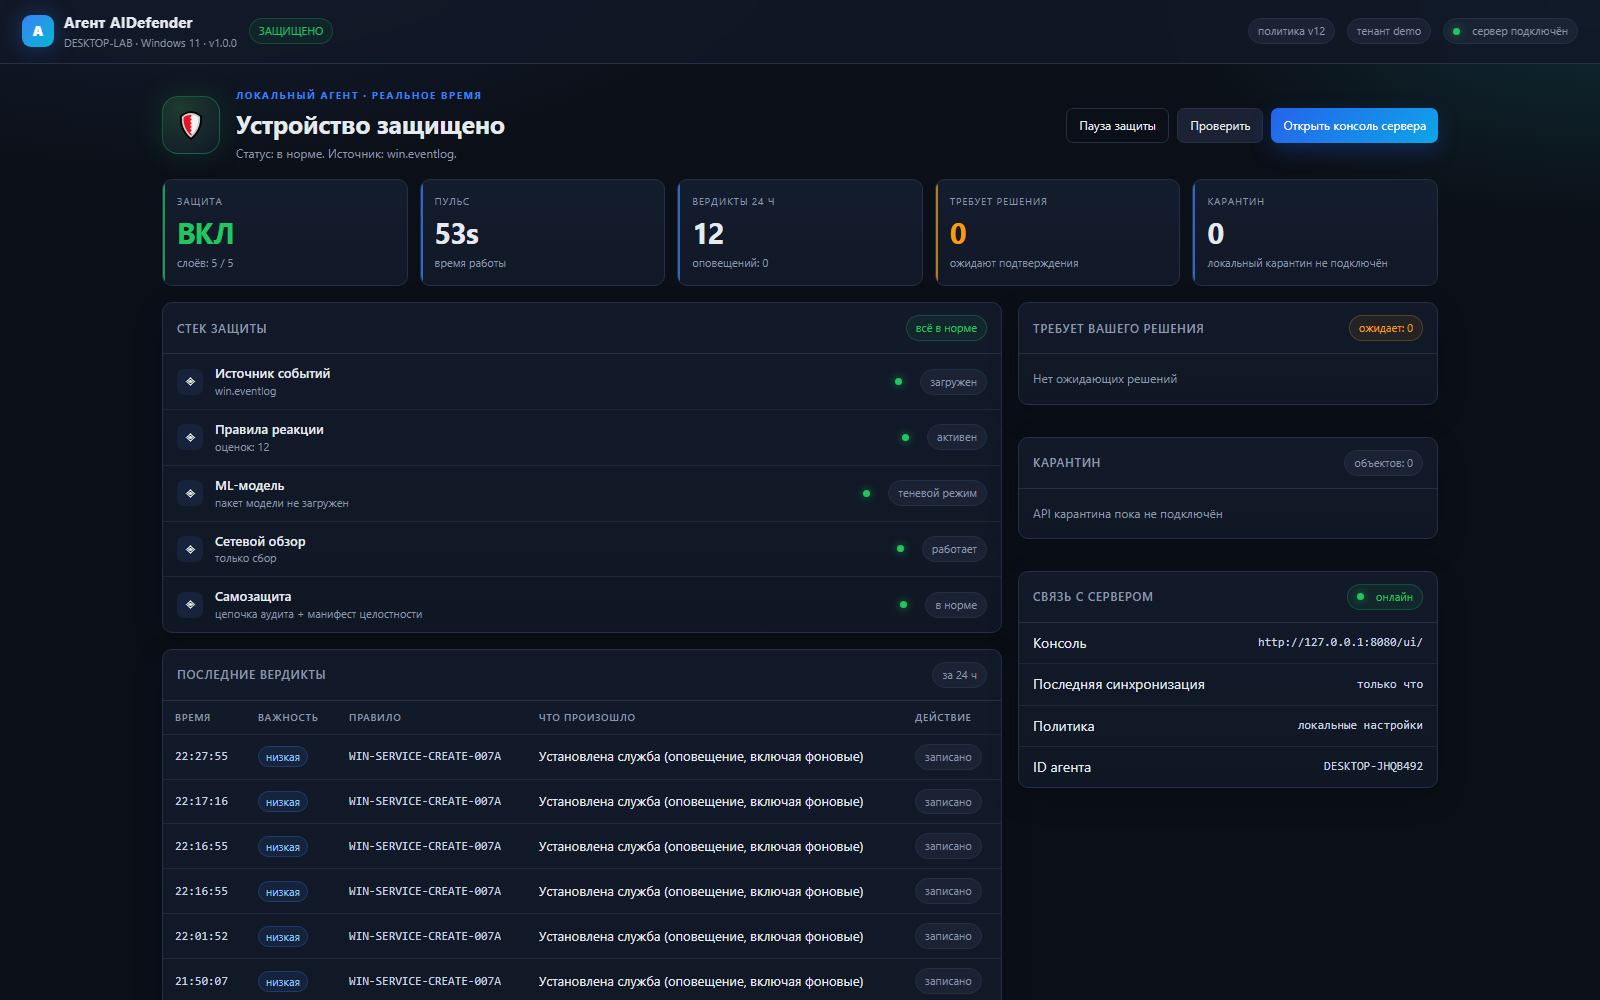 A
Агент AIDefender
DESKTOP-LAB · Windows 11 · v1.0.0
ЗАЩИЩЕНО
политика v12
тенант demo
сервер подключён
ЛОКАЛЬНЫЙ АГЕНТ · РЕАЛЬНОЕ ВРЕМЯ
Устройство защищено
Статус: в норме. Источник: win.eventlog.
Пауза защиты
Проверить
Открыть консоль сервера
ЗАЩИТА
ВКЛ
слоёв: 5 / 5
ПУЛЬС
53s
время работы
ВЕРДИКТЫ 24 Ч
12
оповещений: 0
ТРЕБУЕТ РЕШЕНИЯ
0
ожидают подтверждения
КАРАНТИН
0
локальный карантин не подключён
СТЕК ЗАЩИТЫ
всё в норме
Источник событий
win.eventlog
загружен
Правила реакции
оценок: 12
активен
ML-модель
пакет модели не загружен
теневой режим
Сетевой обзор
только сбор
работает
Самозащита
цепочка аудита + манифест целостности
в норме
ПОСЛЕДНИЕ ВЕРДИКТЫ
за 24 ч
ВРЕМЯ ВАЖНОСТЬ ПРАВИЛО ЧТО ПРОИЗОШЛО ДЕЙСТВИЕ
22:27:55 низкая WIN-SERVICE-CREATE-007A Установлена служба (оповещение, включая фоновые) записано
22:17:16 низкая WIN-SERVICE-CREATE-007A Установлена служба (оповещение, включая фоновые) записано
22:16:55 низкая WIN-SERVICE-CREATE-007A Установлена служба (оповещение, включая фоновые) записано
22:16:55 низкая WIN-SERVICE-CREATE-007A Установлена служба (оповещение, включая фоновые) записано
22:01:52 низкая WIN-SERVICE-CREATE-007A Установлена служба (оповещение, включая фоновые) записано
21:50:07 низкая WIN-SERVICE-CREATE-007A Установлена служба (оповещение, включая фоновые) записано
ТРЕБУЕТ ВАШЕГО РЕШЕНИЯ
ожидает: 0
Нет ожидающих решений
КАРАНТИН
объектов: 0
API карантина пока не подключён
СВЯЗЬ С СЕРВЕРОМ
онлайн
Консоль http://127.0.0.1:8080/ui/
Последняя синхронизация только что
Политика локальные настройки
ID агента DESKTOP-JHQB492